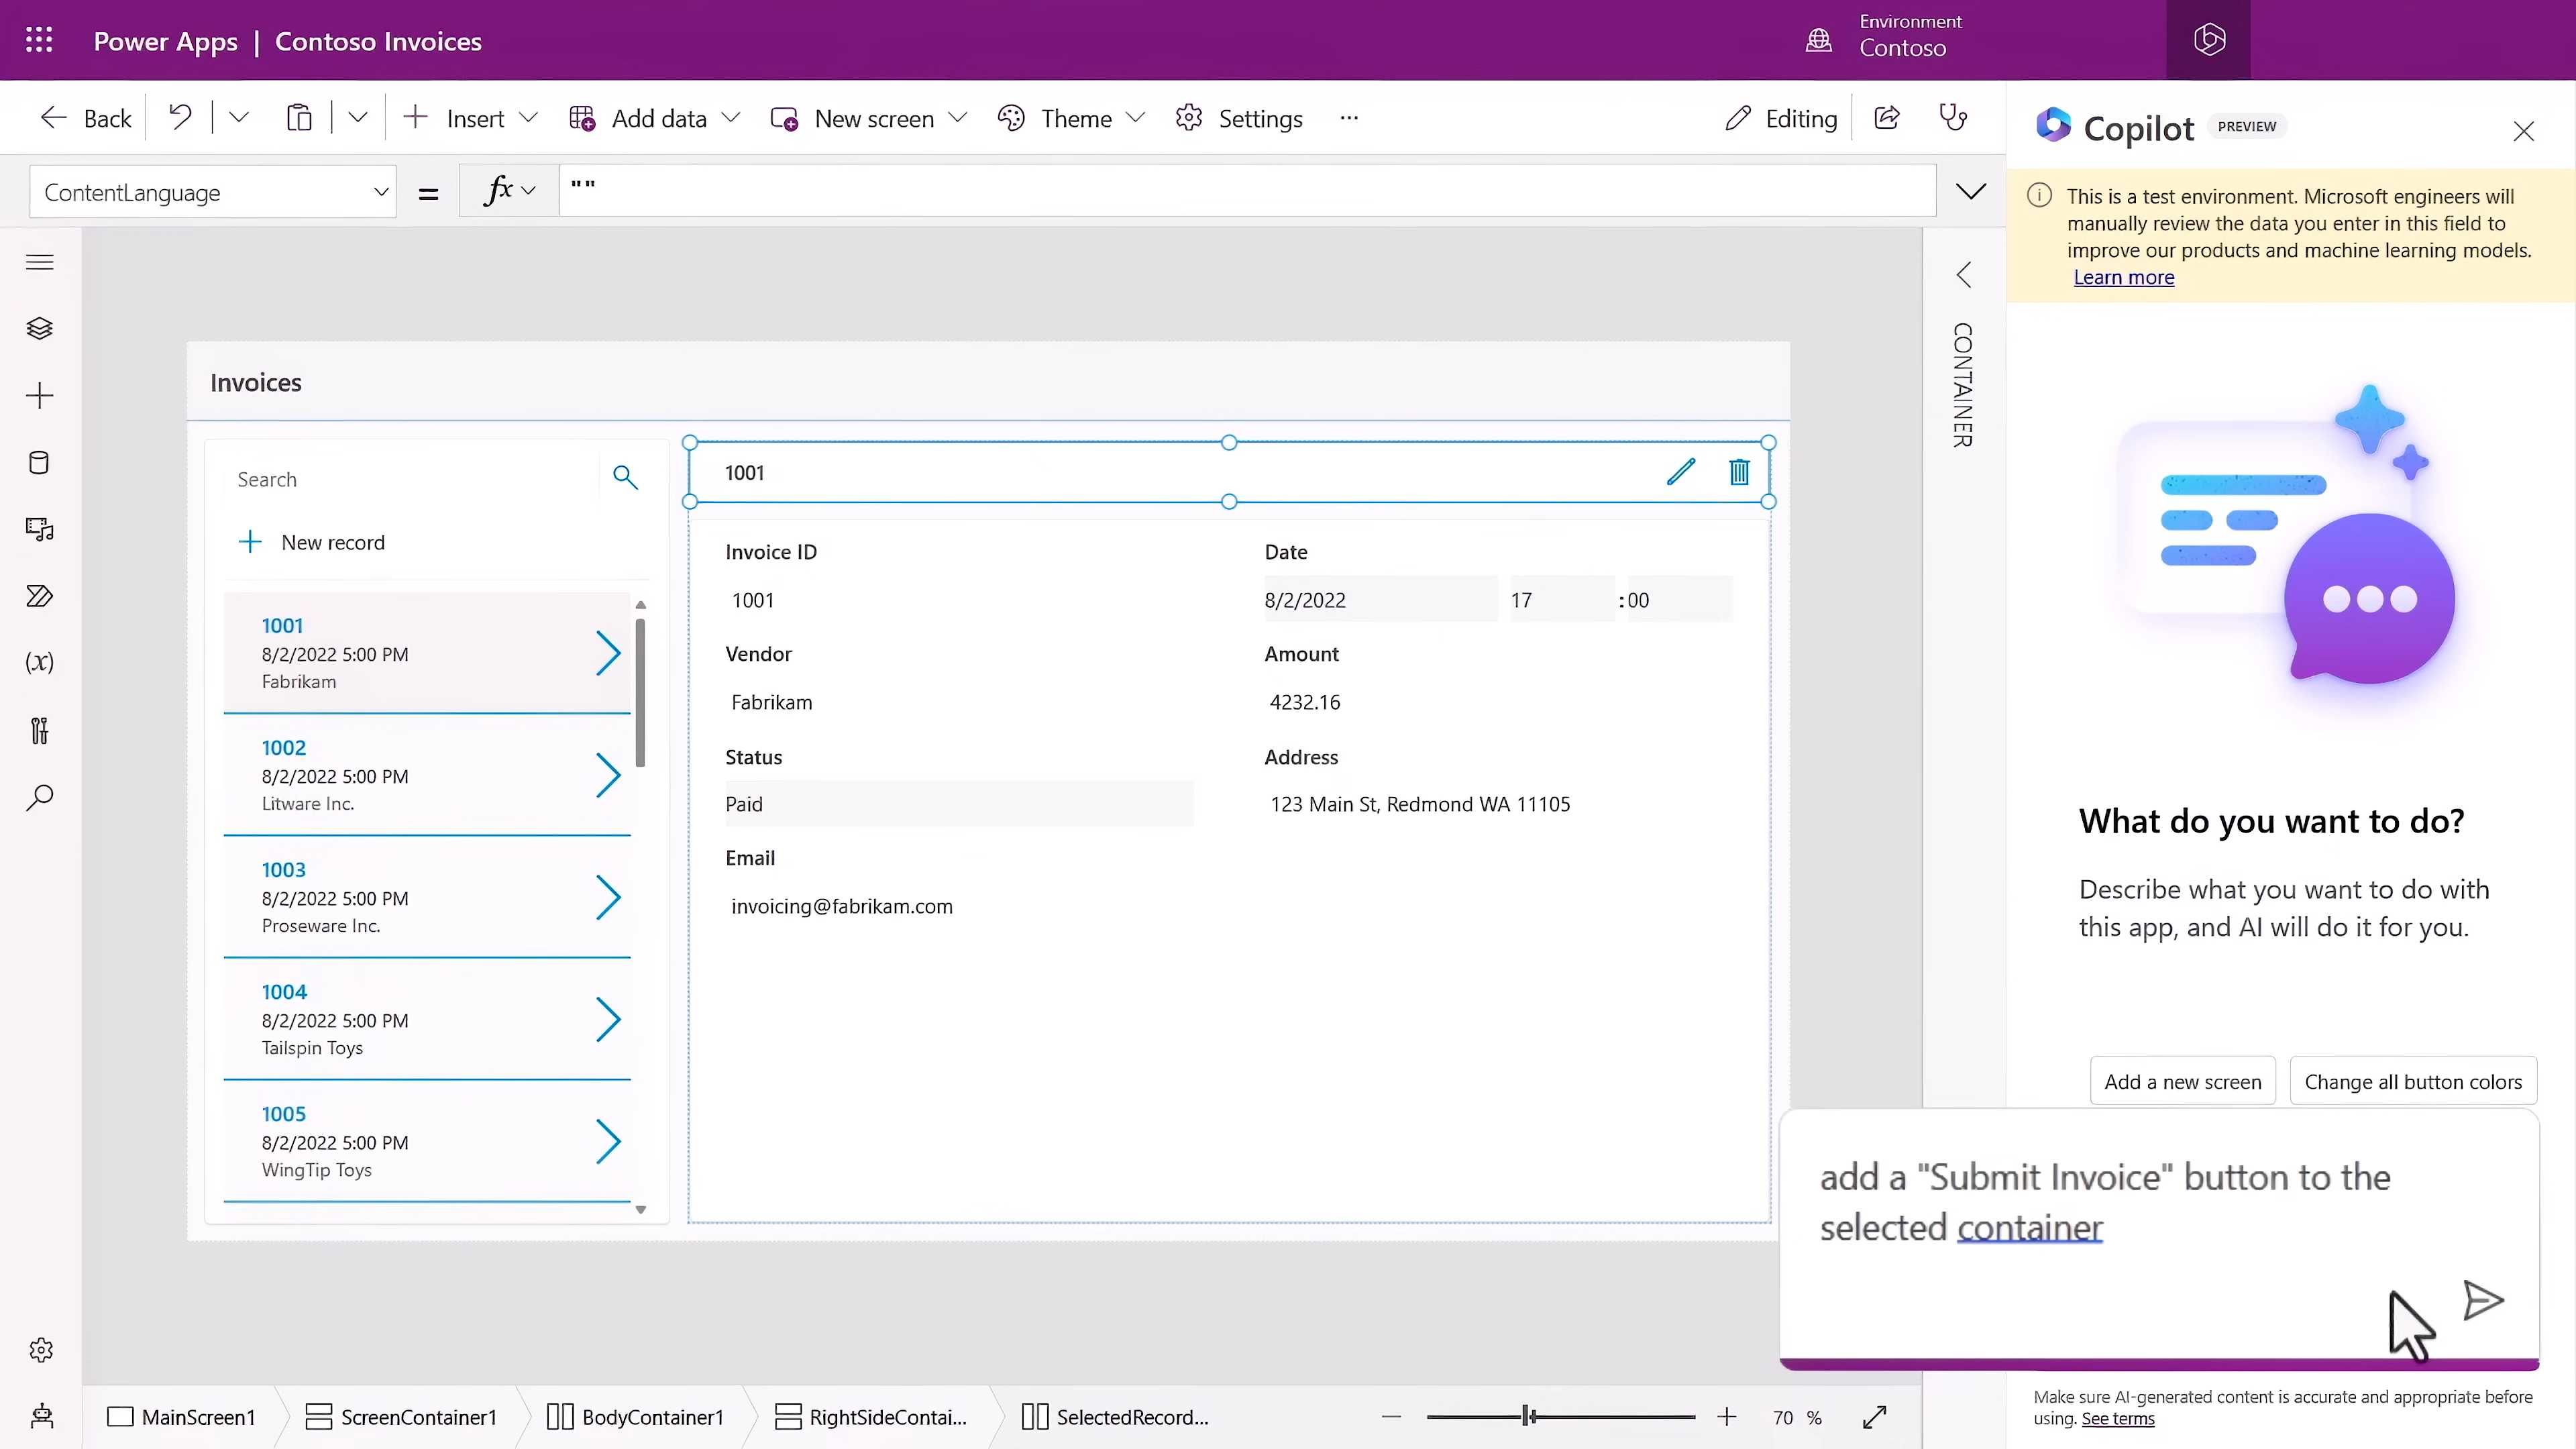 Power Apps | Contoso Invoices
Environment
Contoso
Back
Insert
Add data
New screen
Theme
Settings
...
Editing
ContentLanguage
=
fx
""
Invoices
Search
New record
1001
8/2/2022 5:00 PM
Fabrikam
1002
8/2/2022 5:00 PM
Litware Inc.
1003
8/2/2022 5:00 PM
Proseware Inc.
1004
8/2/2022 5:00 PM
Tailspin Toys
1005
8/2/2022 5:00 PM
WingTip Toys
1001
Invoice ID
1001
Date
8/2/2022 17 :00
Vendor
Fabrikam
Amount
4232.16
Status
Paid
Address
123 Main St, Redmond WA 11105
Email
invoicing@fabrikam.com
CONTAINER
Copilot PREVIEW
This is a test environment. Microsoft engineers will
manually review the data you enter in this field to
improve our products and machine learning models.
Learn more
What do you want to do?
Describe what you want to do with
this app, and AI will do it for you.
Add a new screen
Change all button colors
add a "Submit Invoice" button to the
selected container
Make sure AI-generated content is accurate and appropriate before
using. See terms
MainScreen1
ScreenContainer1
BodyContainer1
RightSideContai...
SelectedRecord...
70 %
(x)